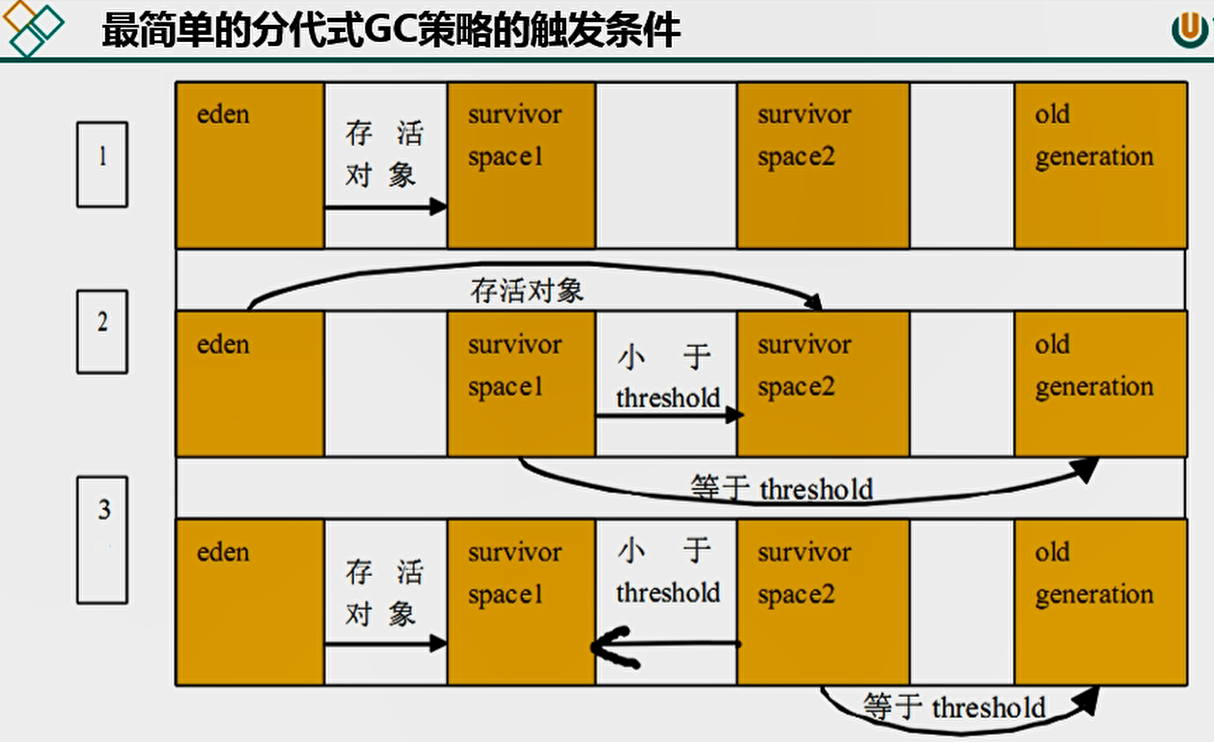 最简单的分代式GC策略的触发条件
1
eden
存 活
对 象
survivor
space1
survivor
space2
old
generation
2
存活对象
eden
survivor
space1
小 于
threshold
survivor
space2
old
generation
等于 threshold
3
eden
存 活
对 象
survivor
space1
小 于
threshold
survivor
space2
old
generation
等于 threshold